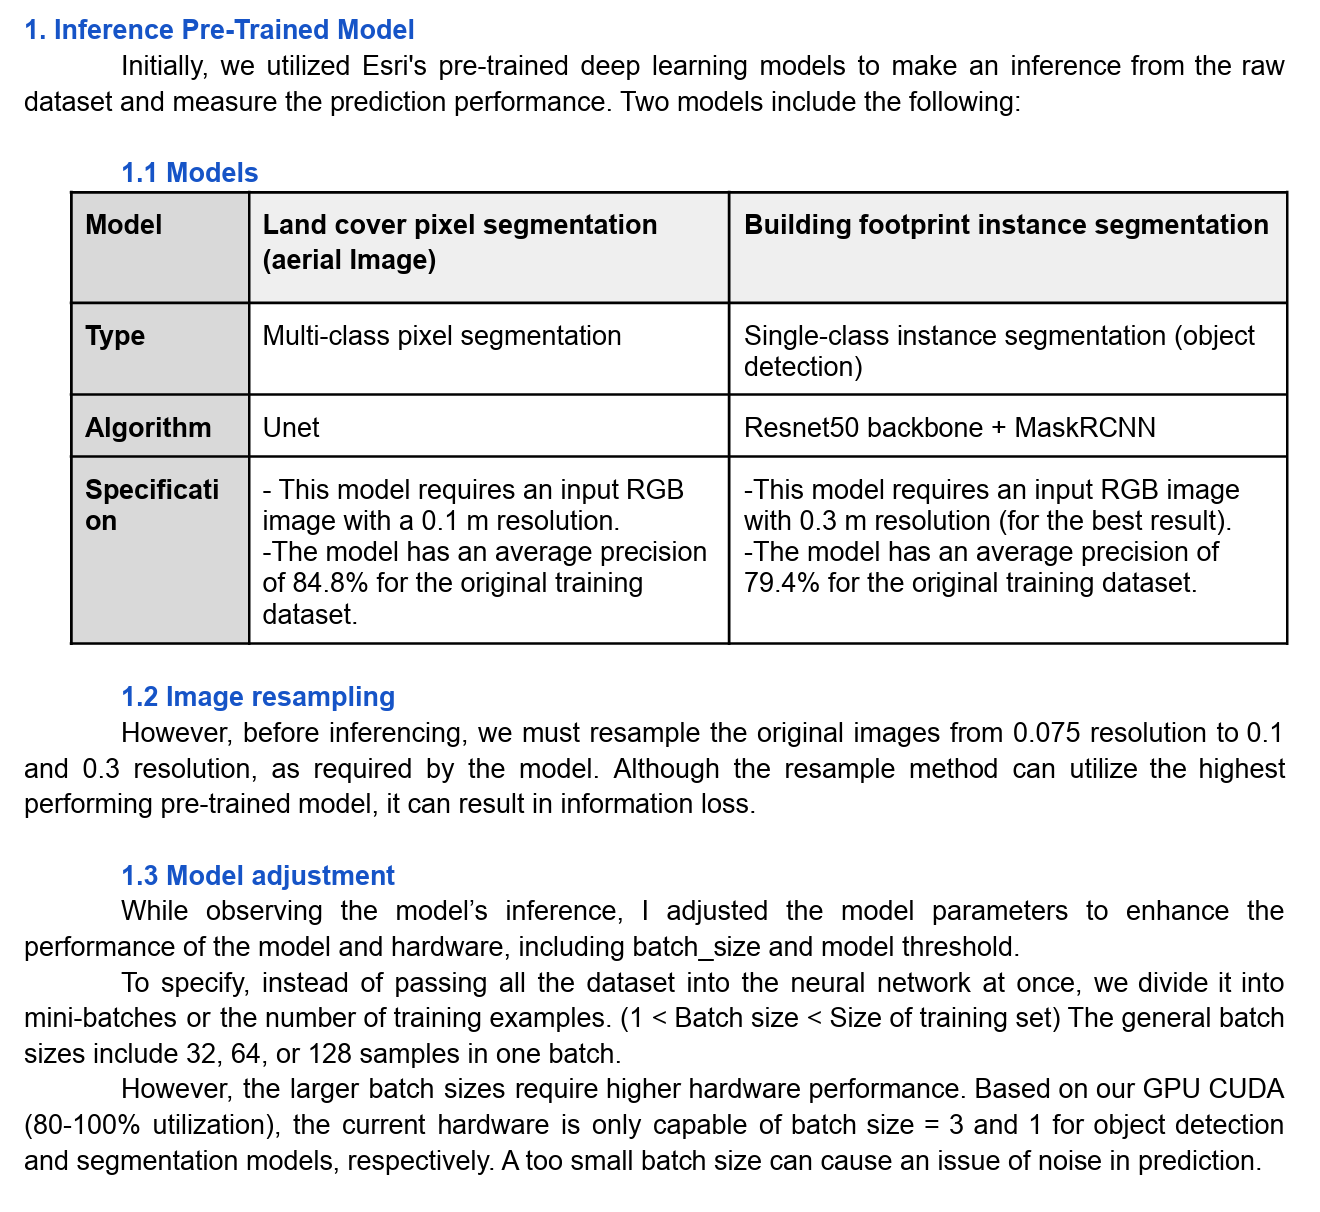 1. Inference Pre-Trained Model
Initially, we utilized Esri's pre-trained deep learning models to make an inference from the raw
dataset and measure the prediction performance. Two models include the following:
1.1 Models
Model
Land cover pixel segmentation
(aerial Image)
Building footprint instance segmentation
Type
Multi-class pixel segmentation
Single-class instance segmentation (object
detection)
Algorithm
Unet
Resnet50 backbone + MaskRCNN
Specificati
on
- This model requires an input RGB
image with a 0.1 m resolution.
-The model has an average precision
of 84.8% for the original training
dataset.
-This model requires an input RGB image
with 0.3 m resolution (for the best result).
-The model has an average precision of
79.4% for the original training dataset.
1.2 Image resampling
However, before inferencing, we must resample the original images from 0.075 resolution to 0.1
and 0.3 resolution, as required by the model. Although the resample method can utilize the highest
performing pre-trained model, it can result in information loss.
1.3 Model adjustment
While observing the model’s inference, I adjusted the model parameters to enhance the
performance of the model and hardware, including batch_size and model threshold.
To specify, instead of passing all the dataset into the neural network at once, we divide it into
mini-batches or the number of training examples. (1 < Batch size < Size of training set) The general batch
sizes include 32, 64, or 128 samples in one batch.
However, the larger batch sizes require higher hardware performance. Based on our GPU CUDA
(80-100% utilization), the current hardware is only capable of batch size = 3 and 1 for object detection
and segmentation models, respectively. A too small batch size can cause an issue of noise in prediction.